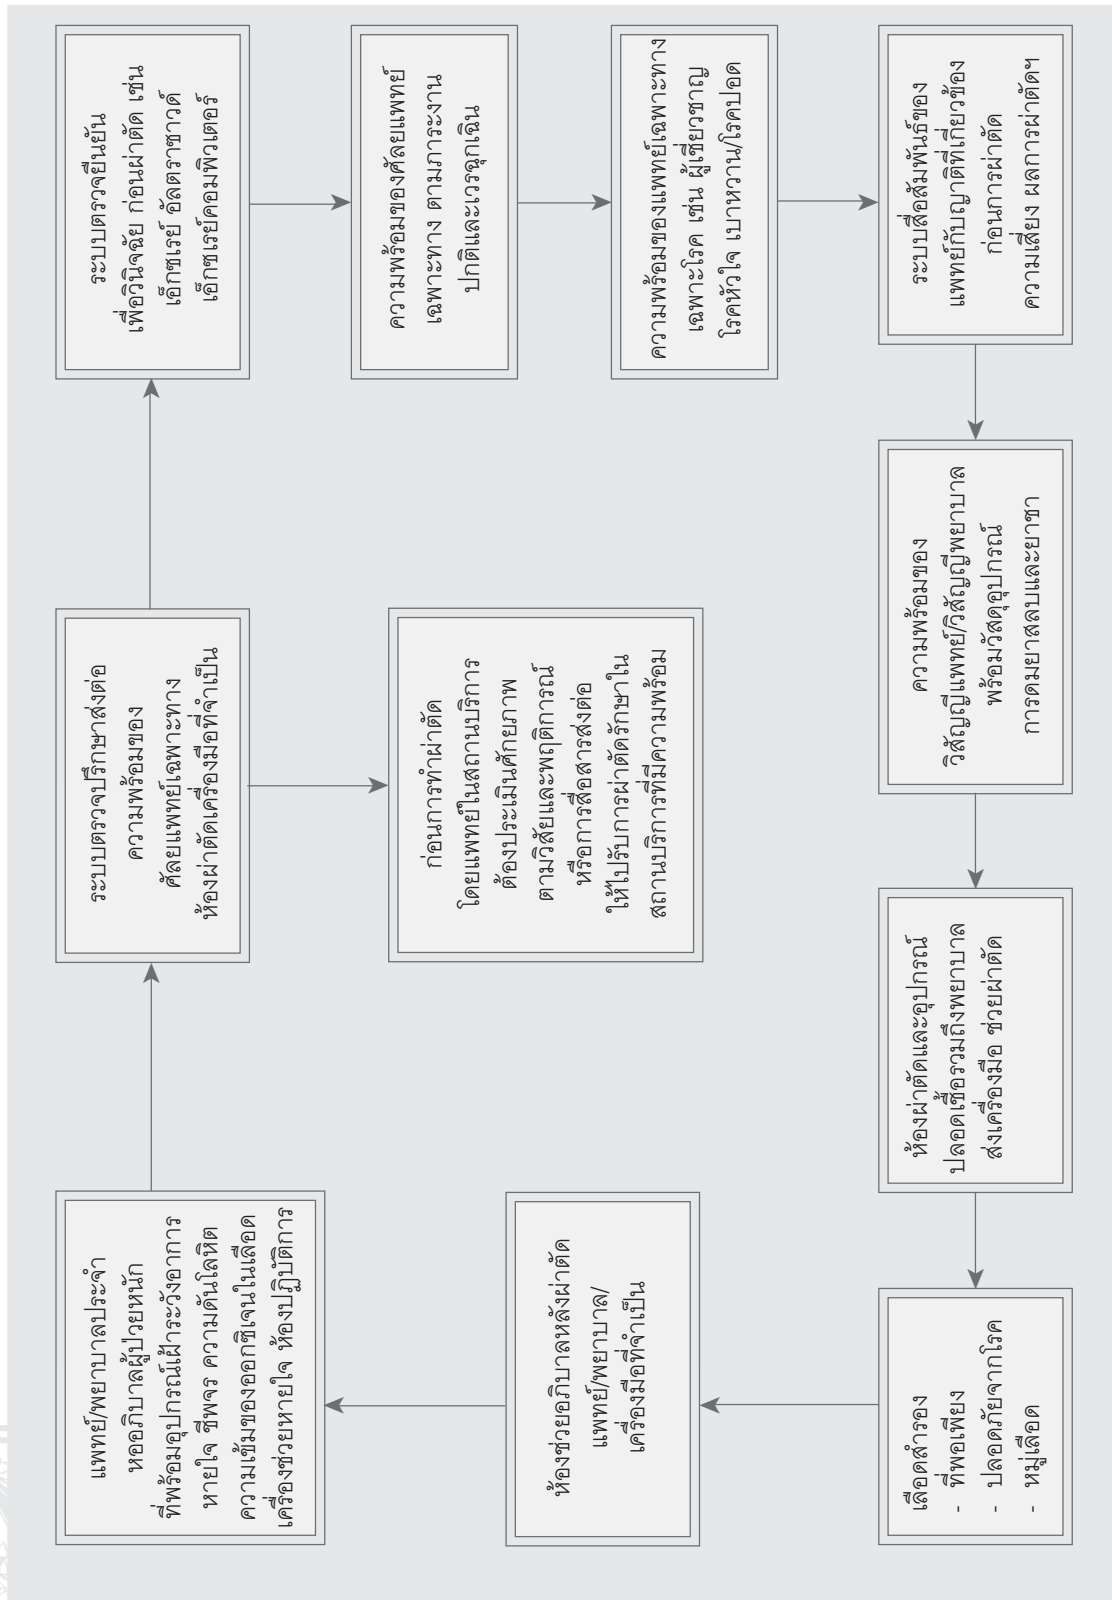 แพทย์/พยาบาลประจำ
หออภิบาลผู้ป่วยหนัก
ที่พร้อมอุปกรณ์เฝ้าระวังอาการ
หายใจ ชีพจร ความดันโลหิต
ความเข้มของออกซิเจนในเลือด
เครื่องช่วยหายใจ ห้องปฏิบัติการ
ระบบตรวจปรึกษาส่งต่อ
ความพร้อมของ
ศัลยแพทย์เฉพาะทาง
ห้องผ่าตัดเครื่องมือที่จำเป็น
ระบบตรวจยืนยัน
เพื่อวินิจฉัย ก่อนผ่าตัด เช่น
เอ็กซเรย์ อัลตราซาวด์
เอ็กซเรย์คอมพิวเตอร์
ก่อนการทำผ่าตัด
โดยแพทย์ในสถานบริการ
ต้องประเมินศักยภาพ
ตามวิสัยและพฤติการณ์
หรือการสื่อสารส่งต่อ
ให้ไปรับการผ่าตัดรักษาใน
สถานบริการที่มีความพร้อม
ความพร้อมของศัลยแพทย์
เฉพาะทาง ตามภาระงาน
ปกติและเวรฉุกเฉิน
ห้องช่วยอภิบาลหลังผ่าตัด
แพทย์/พยาบาล/
เครื่องมือที่จำเป็น
ความพร้อมของแพทย์เฉพาะทาง
เฉพาะโรค เช่น ผู้เชี่ยวชาญ
โรคหัวใจ เบาหวาน/โรคปอด
เลือดสำรอง
- ที่พอเพียง
- ปลอดภัยจากโรค
- หมู่เลือด
ห้องผ่าตัดและอุปกรณ์
ปลอดเชื้อรวมถึงพยาบาล
ส่งเครื่องมือ ช่วยผ่าตัด
ความพร้อมของ
วิสัญญีแพทย์/วิสัญญีพยาบาล
พร้อมวัสดุอุปกรณ์
การดมยาสลบและยาชา
ระบบสื่อสัมพันธ์ของ
แพทย์กับญาติที่เกี่ยวข้อง
ก่อนการผ่าตัด
ความเสี่ยง ผลการผ่าตัดฯ